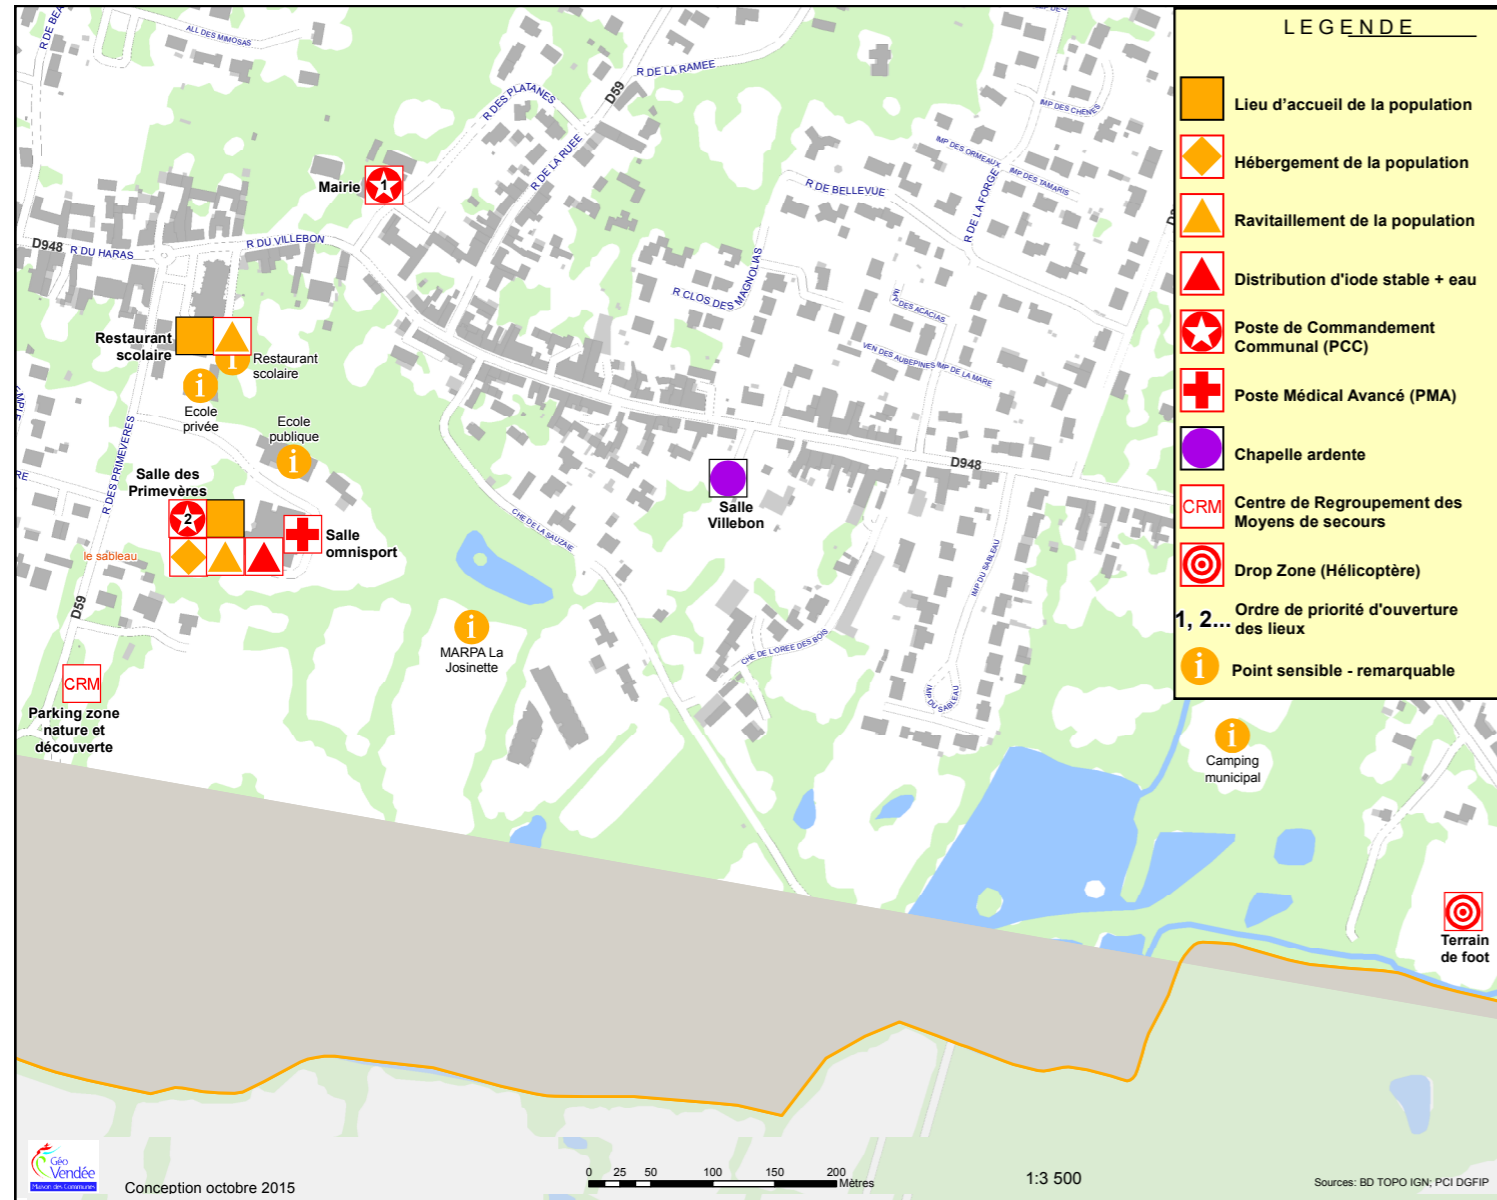 R DE BEA
ALL DES MIMOSAS
R DES PLATANES
D59
R DE LA RAMEE
R DE LA RUEE
Mairie
1
D948
R DU HARAS
R DU VILLEBON
R DE BELLEVUE
R DE LA FORGE
IMP DES CHENES
IMP DES ORMEAUX
IMP DES TAMARIS
R CLOS DES MAGNOLIAS
IMP DES ACACIAS
VEN DES AUBEPINES
IMP DE LA MARE
Restaurant
scolaire
Restaurant
scolaire
Ecole
privée
Ecole
publique
R DES PRIMEVERES
Salle des
Primevères
2
Salle
omnisport
le sableau
D59
CRM
Parking zone
nature et
découverte
MARPA La
Josinette
CHE DE LA SAUZAIE
Salle
Villebon
D948
IMP DU SABLEAU
CHE DE L'OREE DES BOIS
IMP DU SABLEAU
Camping
municipal
Terrain
de foot
LEGENDE
Lieu d'accueil de la population
Hébergement de la population
Ravitaillement de la population
Distribution d'iode stable + eau
Poste de Commandement
Communal (PCC)
Poste Médical Avancé (PMA)
Chapelle ardente
CRM
Centre de Regroupement des
Moyens de secours
Drop Zone (Hélicoptère)
1, 2...
Ordre de priorité d'ouverture
des lieux
i
Point sensible - remarquable
Géo
Vendée
Maison des Communes
Conception octobre 2015
0 25 50 100 150 200
Mètres
1:3 500
Sources: BD TOPO IGN; PCI DGFIP